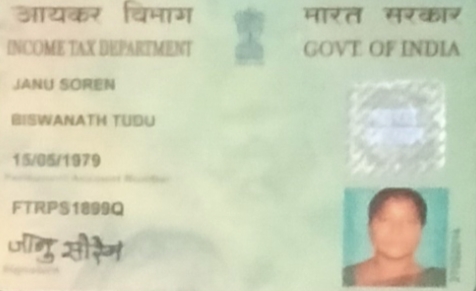 आयकर विभाग
भारत सरकार
INCOME TAX DEPARTMENT
GOVT. OF INDIA
JANU SOREN
BISWANATH TUDU
15/05/1979
Permanent Account Number
FTRPS1899Q
जानु सोरेन
Signature